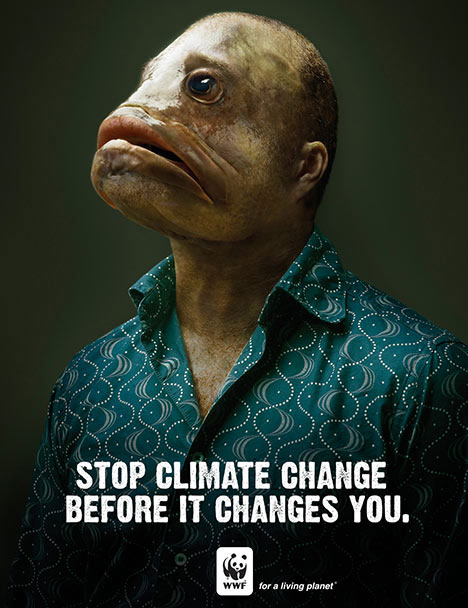 STOP CLIMATE CHANGE
BEFORE IT CHANGES YOU.
WWF
for a living planet®